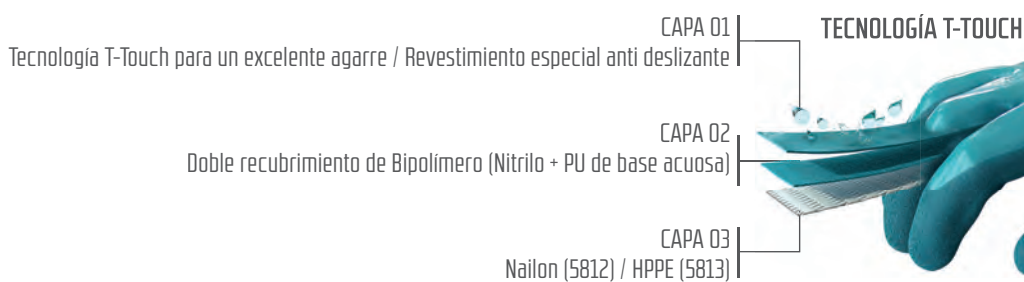 CAPA 01
Tecnología T-Touch para un excelente agarre / Revestimiento especial anti deslizante
TECNOLOGÍA T-TOUCH
CAPA 02
Doble recubrimiento de Bipolímero (Nitrilo + PU de base acuosa)
CAPA 03
Nailon (5812) / HPPE (5813)